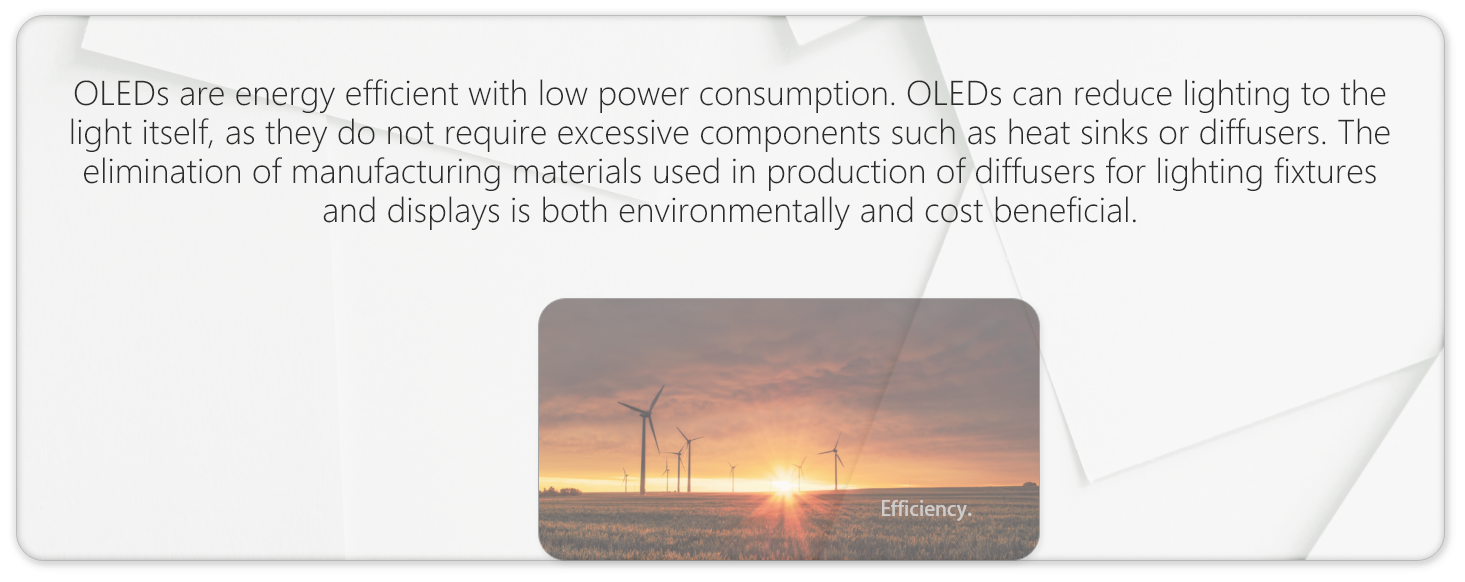 OLEDs are energy efficient with low power consumption. OLEDs can reduce lighting to the
light itself, as they do not require excessive components such as heat sinks or diffusers. The
elimination of manufacturing materials used in production of diffusers for lighting fixtures
and displays is both environmentally and cost beneficial.
Efficiency.